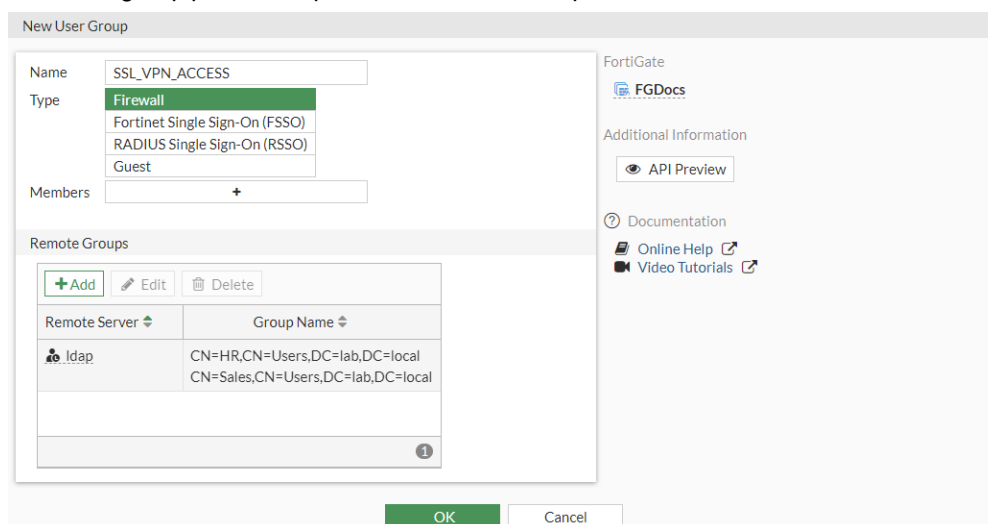 New User Group
Name SSL_VPN_ACCESS
Type Firewall
Fortinet Single Sign-On (FSSO)
RADIUS Single Sign-On (RSSO)
Guest
Members +
Remote Groups
+ Add Edit Delete
Remote Server Group Name
ldap CN=HR,CN=Users,DC=lab,DC=local
CN=Sales,CN=Users,DC=lab,DC=local
1
FortiGate
FGDocs
Additional Information
API Preview
? Documentation
Online Help
Video Tutorials
OK Cancel